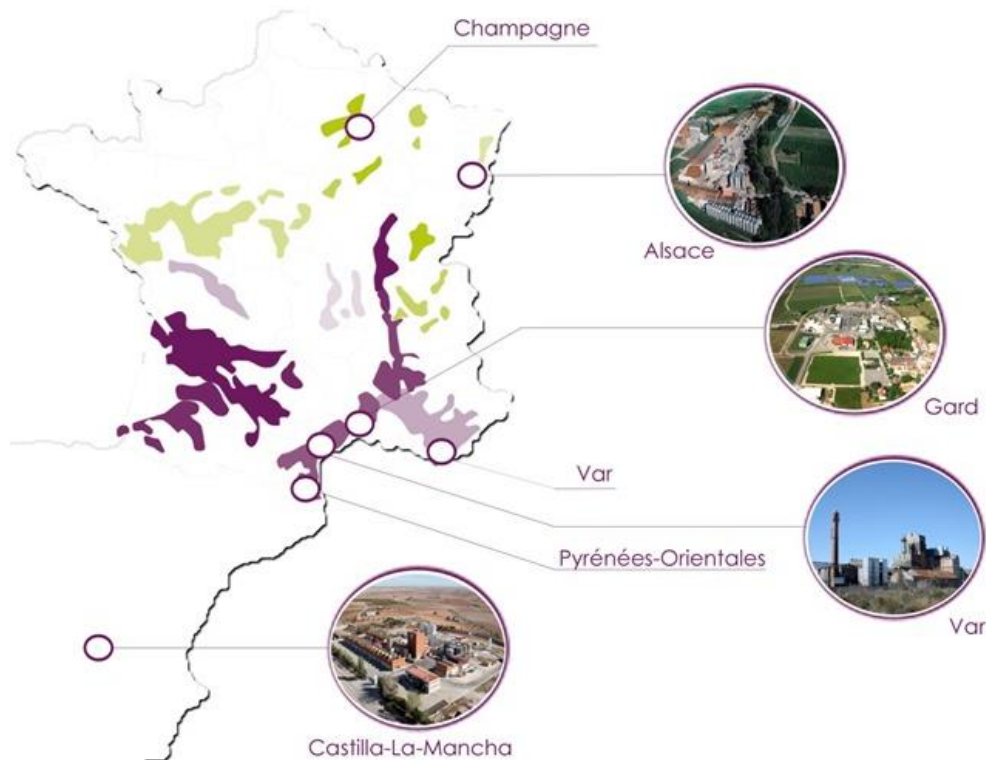 Champagne
Alsace
Gard
Var
Pyrénées-Orientales
Var
Castilla-La-Mancha